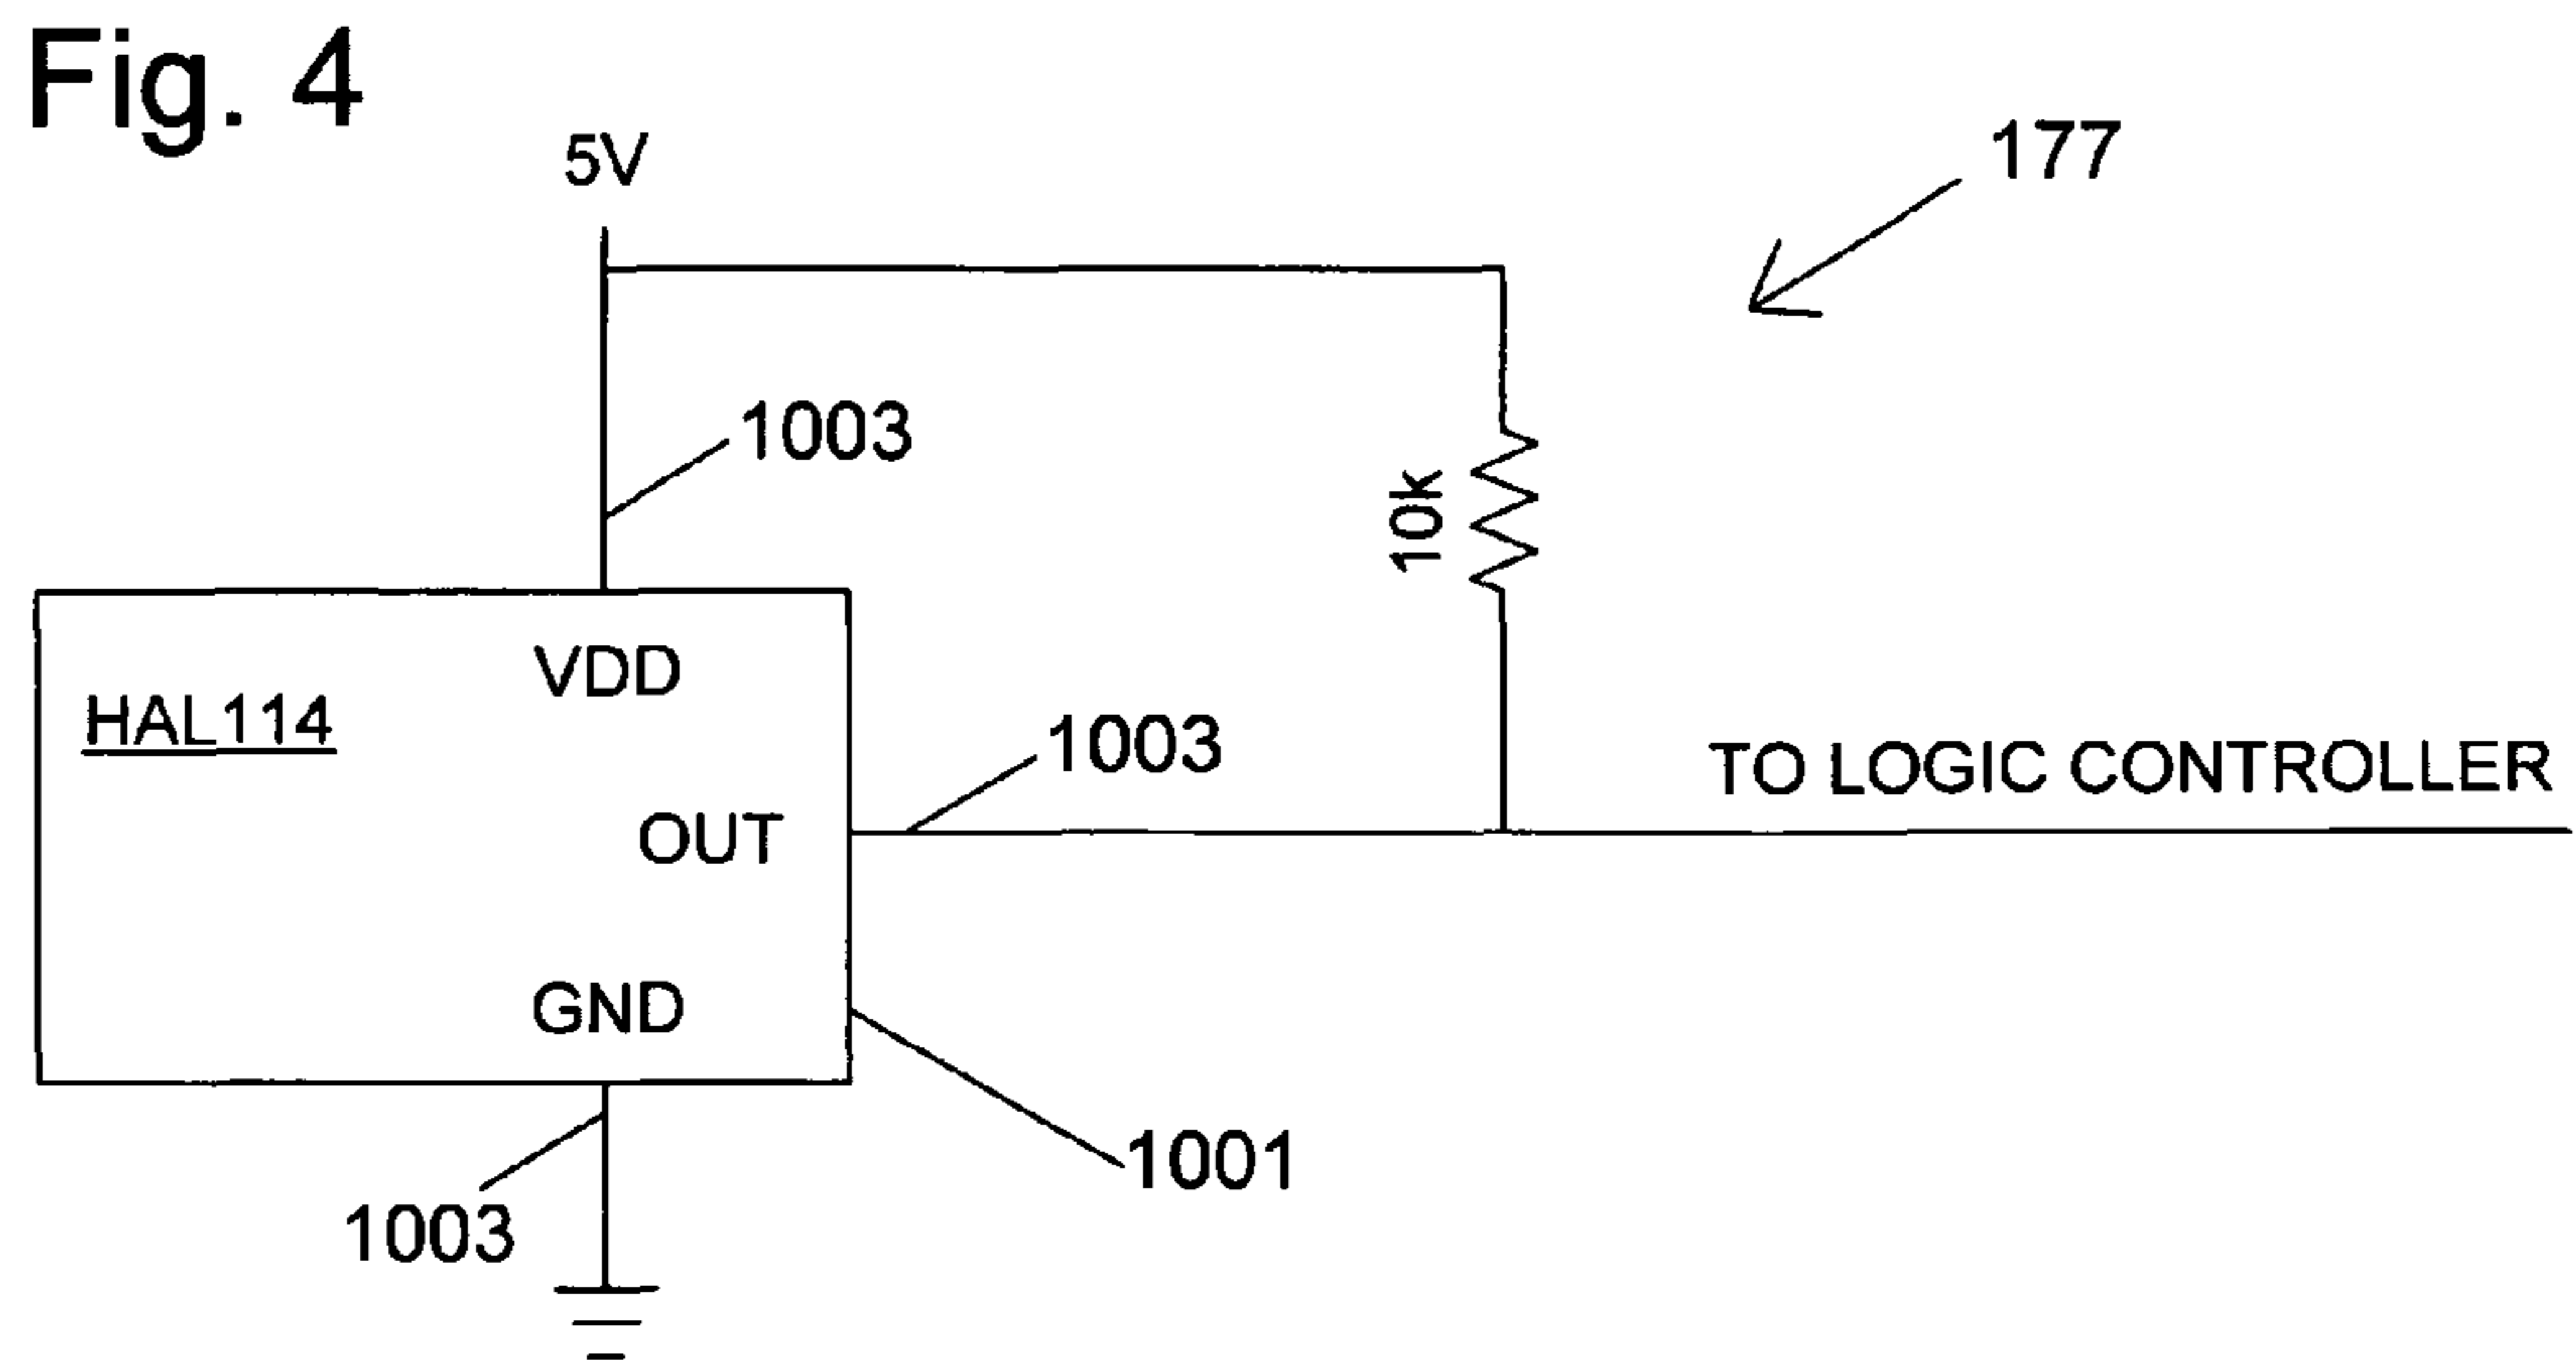 Fig. 4
5V
177
1003
10k
VDD
HAL114
1003
TO LOGIC CONTROLLER
OUT
GND
1001
1003